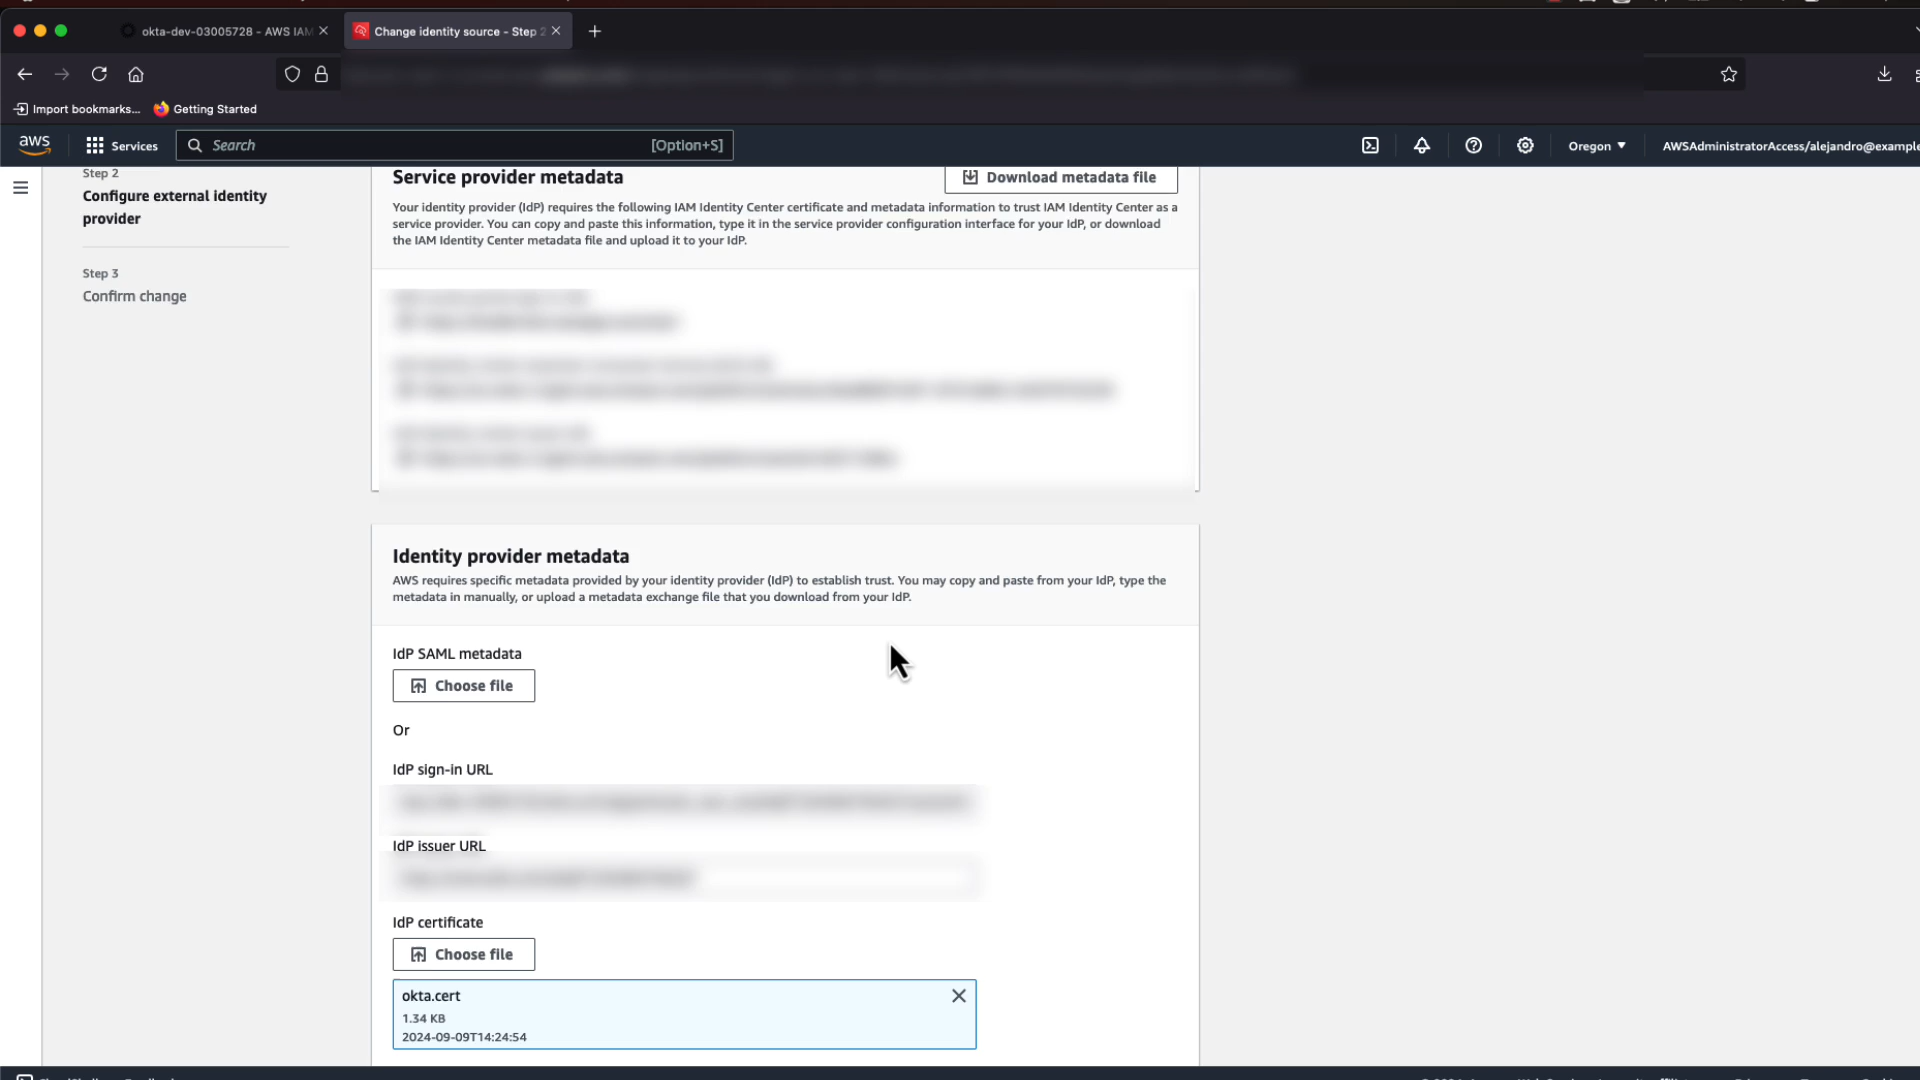 okta-dev-03005728 - AWS IAM
Change identity source - Step 2
Import bookmarks...
Getting Started
aws
Services
Search
[Option+S]
Oregon
AWSAdministratorAccess/alejandro@example
Step 2
Configure external identity
provider
Step 3
Confirm change
Service provider metadata
Download metadata file
Your identity provider (IdP) requires the following IAM Identity Center certificate and metadata information to trust IAM Identity Center as a
service provider. You can copy and paste this information, type it in the service provider configuration interface for your IdP, or download
the IAM Identity Center metadata file and upload it to your IdP.
Identity provider metadata
AWS requires specific metadata provided by your identity provider (IdP) to establish trust. You may copy and paste from your IdP, type the
metadata in manually, or upload a metadata exchange file that you download from your IdP.
IdP SAML metadata
Choose file
Or
IdP sign-in URL
IdP issuer URL
IdP certificate
Choose file
okta.cert
1.34 KB
2024-09-09T14:24:54